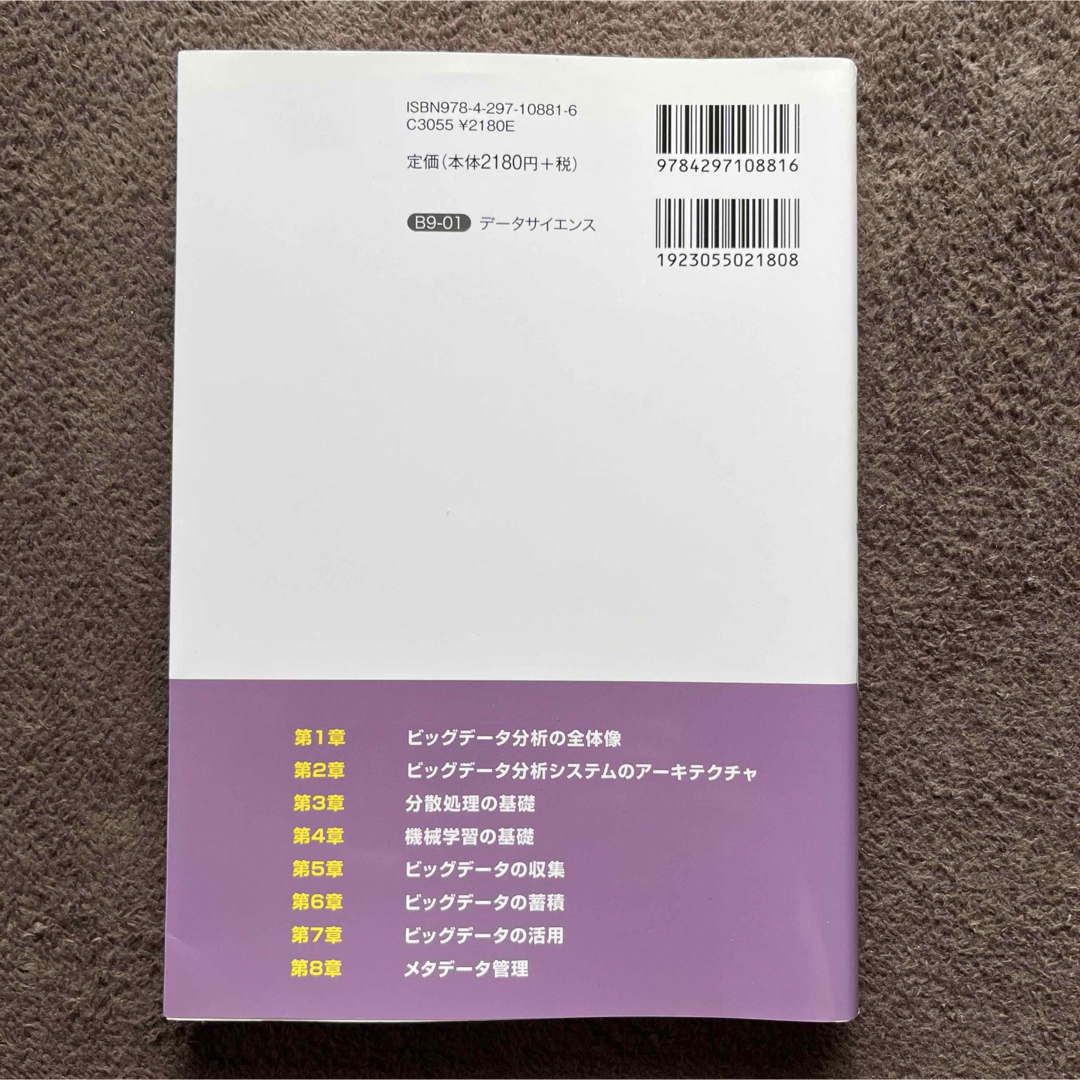 ISBN978-4-297-10881-6
C3055 ¥2180E
定価(本体2180円+税)
B9-01 データサイエンス
9784297108816
1923055021808
第1章 ビッグデータ分析の全体像
第2章 ビッグデータ分析システムのアーキテクチャ
第3章 分散処理の基礎
第4章 機械学習の基礎
第5章 ビッグデータの収集
第6章 ビッグデータの蓄積
第7章 ビッグデータの活用
第8章 メタデータ管理